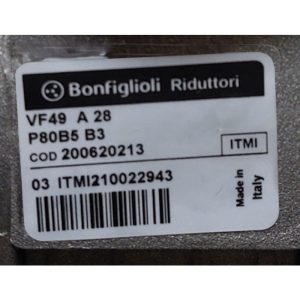 Bonfiglioli Riduttori
VF49 A 28
P80B5 B3
COD 200620213
ITMI
03 ITMI210022943
Made in
Italy